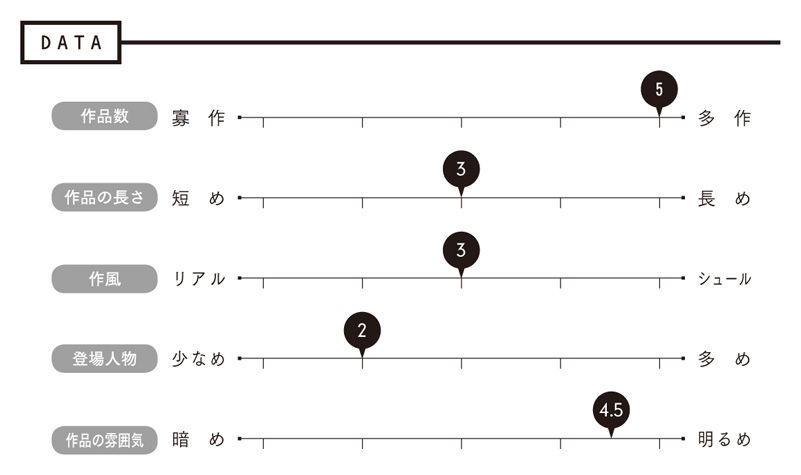 DATA
5
作品数 寡作 多作
3
作品の長さ 短め 長め
3
作風 リアル シュール
2
登場人物 少なめ 多め
4.5
作品の雰囲気 暗め 明るめ